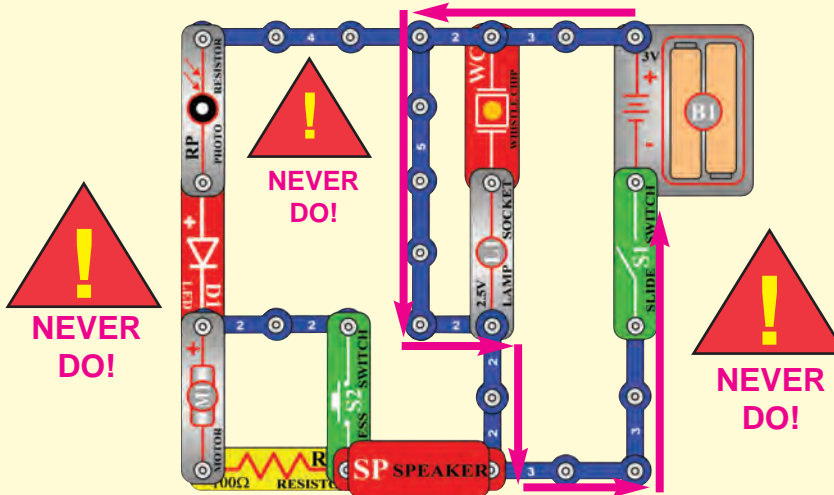 4
2
3
3V
+
-
B1
RESISTOR
PHOTO
RP
WC
WHISTLE CHIP
!
NEVER
DO!
5
SOCKET
LAMP
L1
2.5V
SWITCH
SLIDE
S1
+
D1
LED
!
NEVER
DO!
!
NEVER
DO!
2
2
2
2
2
3
3
+
M1
MOTOR
SWITCH
S2
ESS
R
100Ω
RESISTO
SP SPEAKER